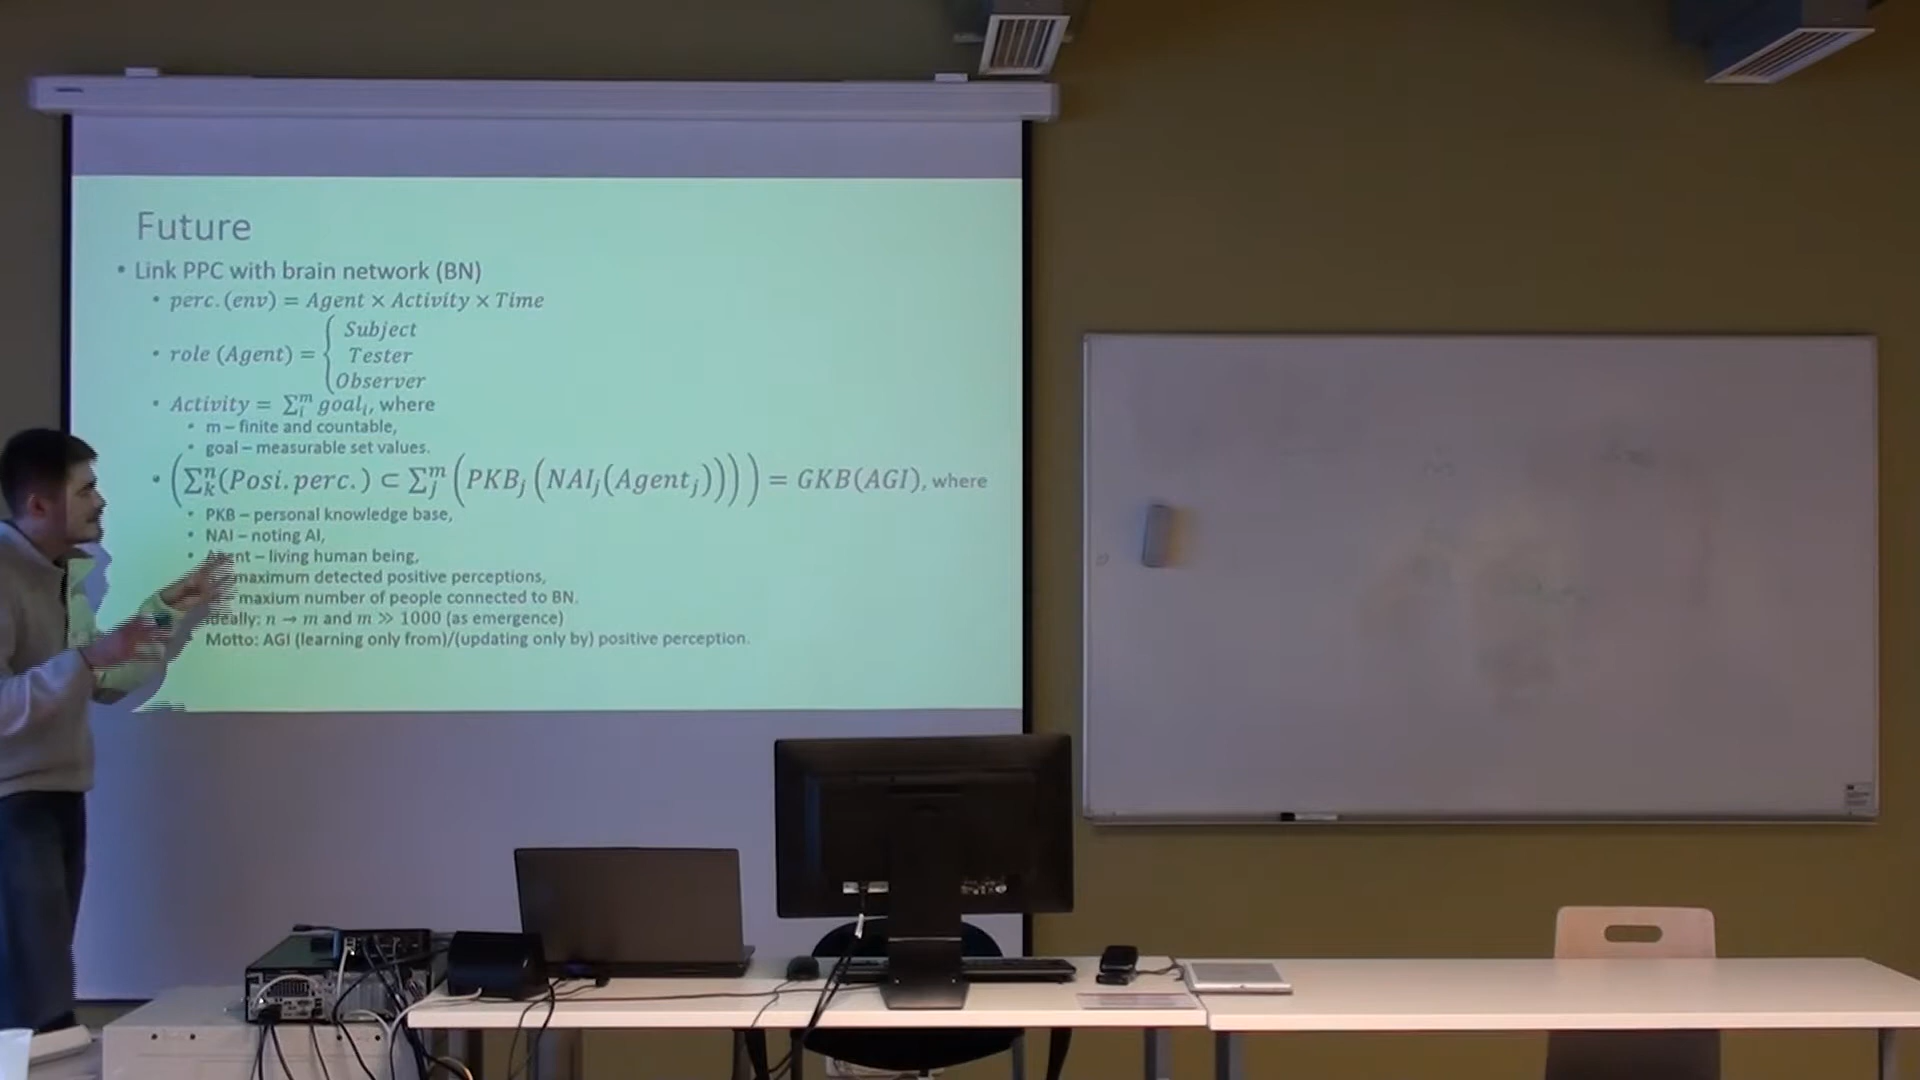 Future
• Link PPC with brain network (BN)
• perc.(env) = Agent × Activity × Time
• role (Agent) = { Subject
Tester
Observer
• Activity = ∑ᵢᵐ goalᵢ, where
• m – finite and countable,
• goal – measurable set values.
• (∑ₖⁿ(Posi.perc.) ⊂ ∑ⱼᵐ(PKBⱼ(NAIⱼ(Agentⱼ)))) = GKB(AGI), where
• PKB – personal knowledge base,
• NAI – noting AI,
• Agent – living human being,
maximum detected positive perceptions,
maxium number of people connected to BN.
Ideally: n → m and m ≫ 1000 (as emergence)
Motto: AGI (learning only from)/(updating only by) positive perception.